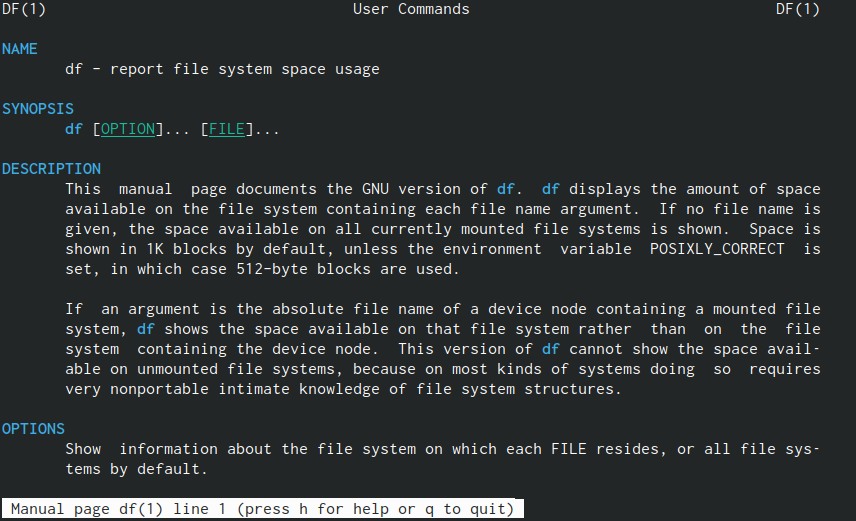 DF(1) User Commands DF(1)
NAME
df - report file system space usage
SYNOPSIS
df [OPTION]... [FILE]...
DESCRIPTION
This manual page documents the GNU version of df. df displays the amount of space
available on the file system containing each file name argument. If no file name is
given, the space available on all currently mounted file systems is shown. Space is
shown in 1K blocks by default, unless the environment variable POSIXLY_CORRECT is
set, in which case 512-byte blocks are used.
If an argument is the absolute file name of a device node containing a mounted file
system, df shows the space available on that file system rather than on the file
system containing the device node. This version of df cannot show the space avail-
able on unmounted file systems, because on most kinds of systems doing so requires
very nonportable intimate knowledge of file system structures.
OPTIONS
Show information about the file system on which each FILE resides, or all file sys-
tems by default.
Manual page df(1) line 1 (press h for help or q to quit)